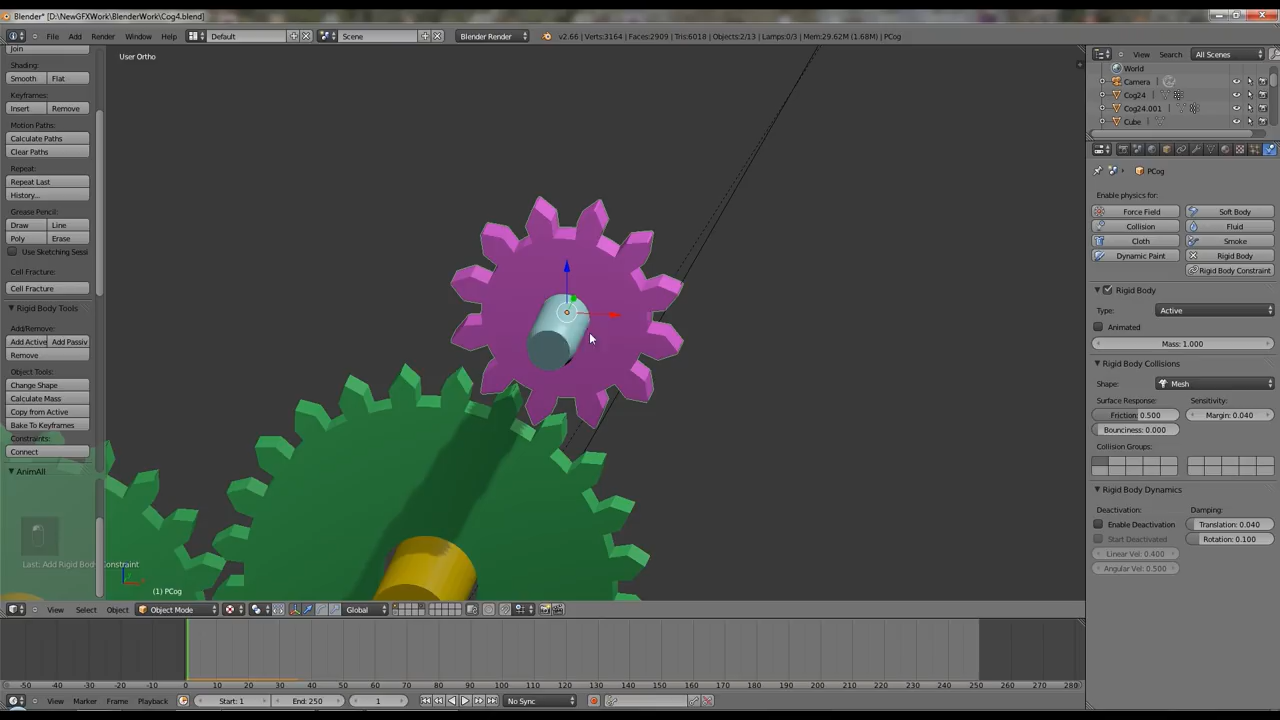 Blender* [D:\NewGFXWork\BlenderWork\Cog4.blend]
File Add Render Window Help Default Scene Blender Render v2.66 | Verts:3164 | Faces:2909 | Tris:6018 | Objects:2/13 | Lamps:0/3 | Mem:29.62M (1.68M) | PCog
Join
User Ortho
View Search All Scenes
Shading:
World
Smooth Flat
Camera
Keyframes:
Cog24
Insert Remove
Cog24.001
Motion Paths:
Cube
Calculate Paths
Clear Paths
Repeat:
PCog
Repeat Last
Enable physics for:
History...
Force Field Soft Body
Grease Pencil:
Collision Fluid
Draw Line
Cloth Smoke
Poly Erase
Dynamic Paint Rigid Body
Use Sketching Sessi
Rigid Body Constraint
Cell Fracture:
Cell Fracture
Rigid Body
Rigid Body Tools
Type: Active
Add/Remove:
Animated
Add Active Add Passiv
Mass: 1.000
Remove
Rigid Body Collisions
Object Tools:
Shape: Mesh
Change Shape
Surface Response: Sensitivity:
Calculate Mass
Friction: 0.500 Margin: 0.040
Copy from Active
Bounciness: 0.000
Bake To Keyframes
Collision Groups:
Constraints:
Connect
AnimAll
Rigid Body Dynamics
Deactivation: Damping:
Enable Deactivation Translation: 0.040
Start Deactivated Rotation: 0.100
Linear Vel: 0.400
Last: Add Rigid Body Constraint
Angular Vel: 0.500
(1) PCog
View Select Object Object Mode Global
-50 -40 -30 -20 -10 0 10 20 30 40 50 60 70 80 90 100 110 120 130 140 150 160 170 180 190 200 210 220 230 240 250 260 270 280
View Marker Frame Playback Start: 1 End: 250 1 No Sync